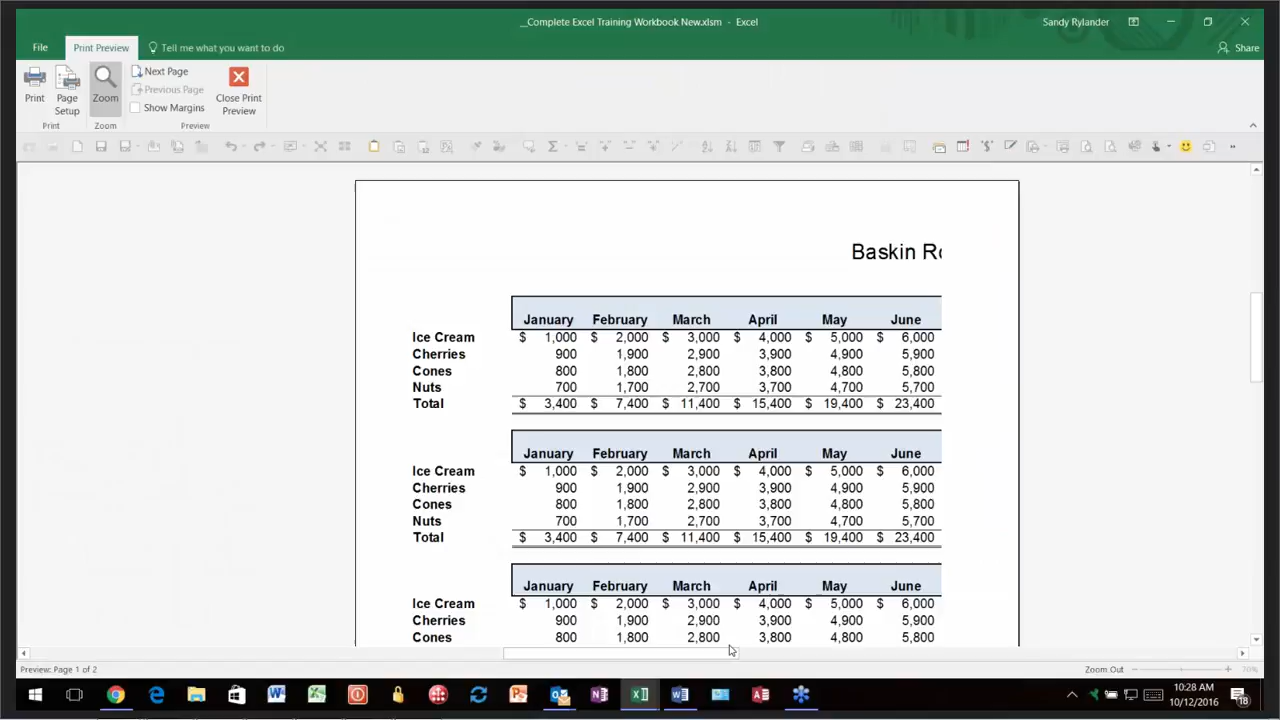 __Complete Excel Training Workbook New.xlsm - Excel
Sandy Rylander
File
Print Preview
Tell me what you want to do
Share
Print
Page Setup
Zoom
Next Page
Previous Page
Show Margins
Close Print Preview
Print
Zoom
Preview
Baskin Ro
January February March April May June
Ice Cream $ 1,000 $ 2,000 $ 3,000 $ 4,000 $ 5,000 $ 6,000
Cherries 900 1,900 2,900 3,900 4,900 5,900
Cones 800 1,800 2,800 3,800 4,800 5,800
Nuts 700 1,700 2,700 3,700 4,700 5,700
Total $ 3,400 $ 7,400 $ 11,400 $ 15,400 $ 19,400 $ 23,400
January February March April May June
Ice Cream $ 1,000 $ 2,000 $ 3,000 $ 4,000 $ 5,000 $ 6,000
Cherries 900 1,900 2,900 3,900 4,900 5,900
Cones 800 1,800 2,800 3,800 4,800 5,800
Nuts 700 1,700 2,700 3,700 4,700 5,700
Total $ 3,400 $ 7,400 $ 11,400 $ 15,400 $ 19,400 $ 23,400
January February March April May June
Ice Cream $ 1,000 $ 2,000 $ 3,000 $ 4,000 $ 5,000 $ 6,000
Cherries 900 1,900 2,900 3,900 4,900 5,900
Cones 800 1,800 2,800 3,800 4,800 5,800
Preview: Page 1 of 2
Zoom Out
70%
10:28 AM
10/12/2016
18